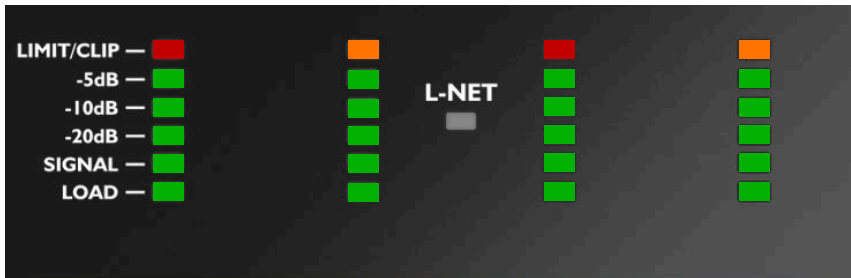 LIMIT/CLIP
-5dB
-10dB
L-NET
-20dB
SIGNAL
LOAD